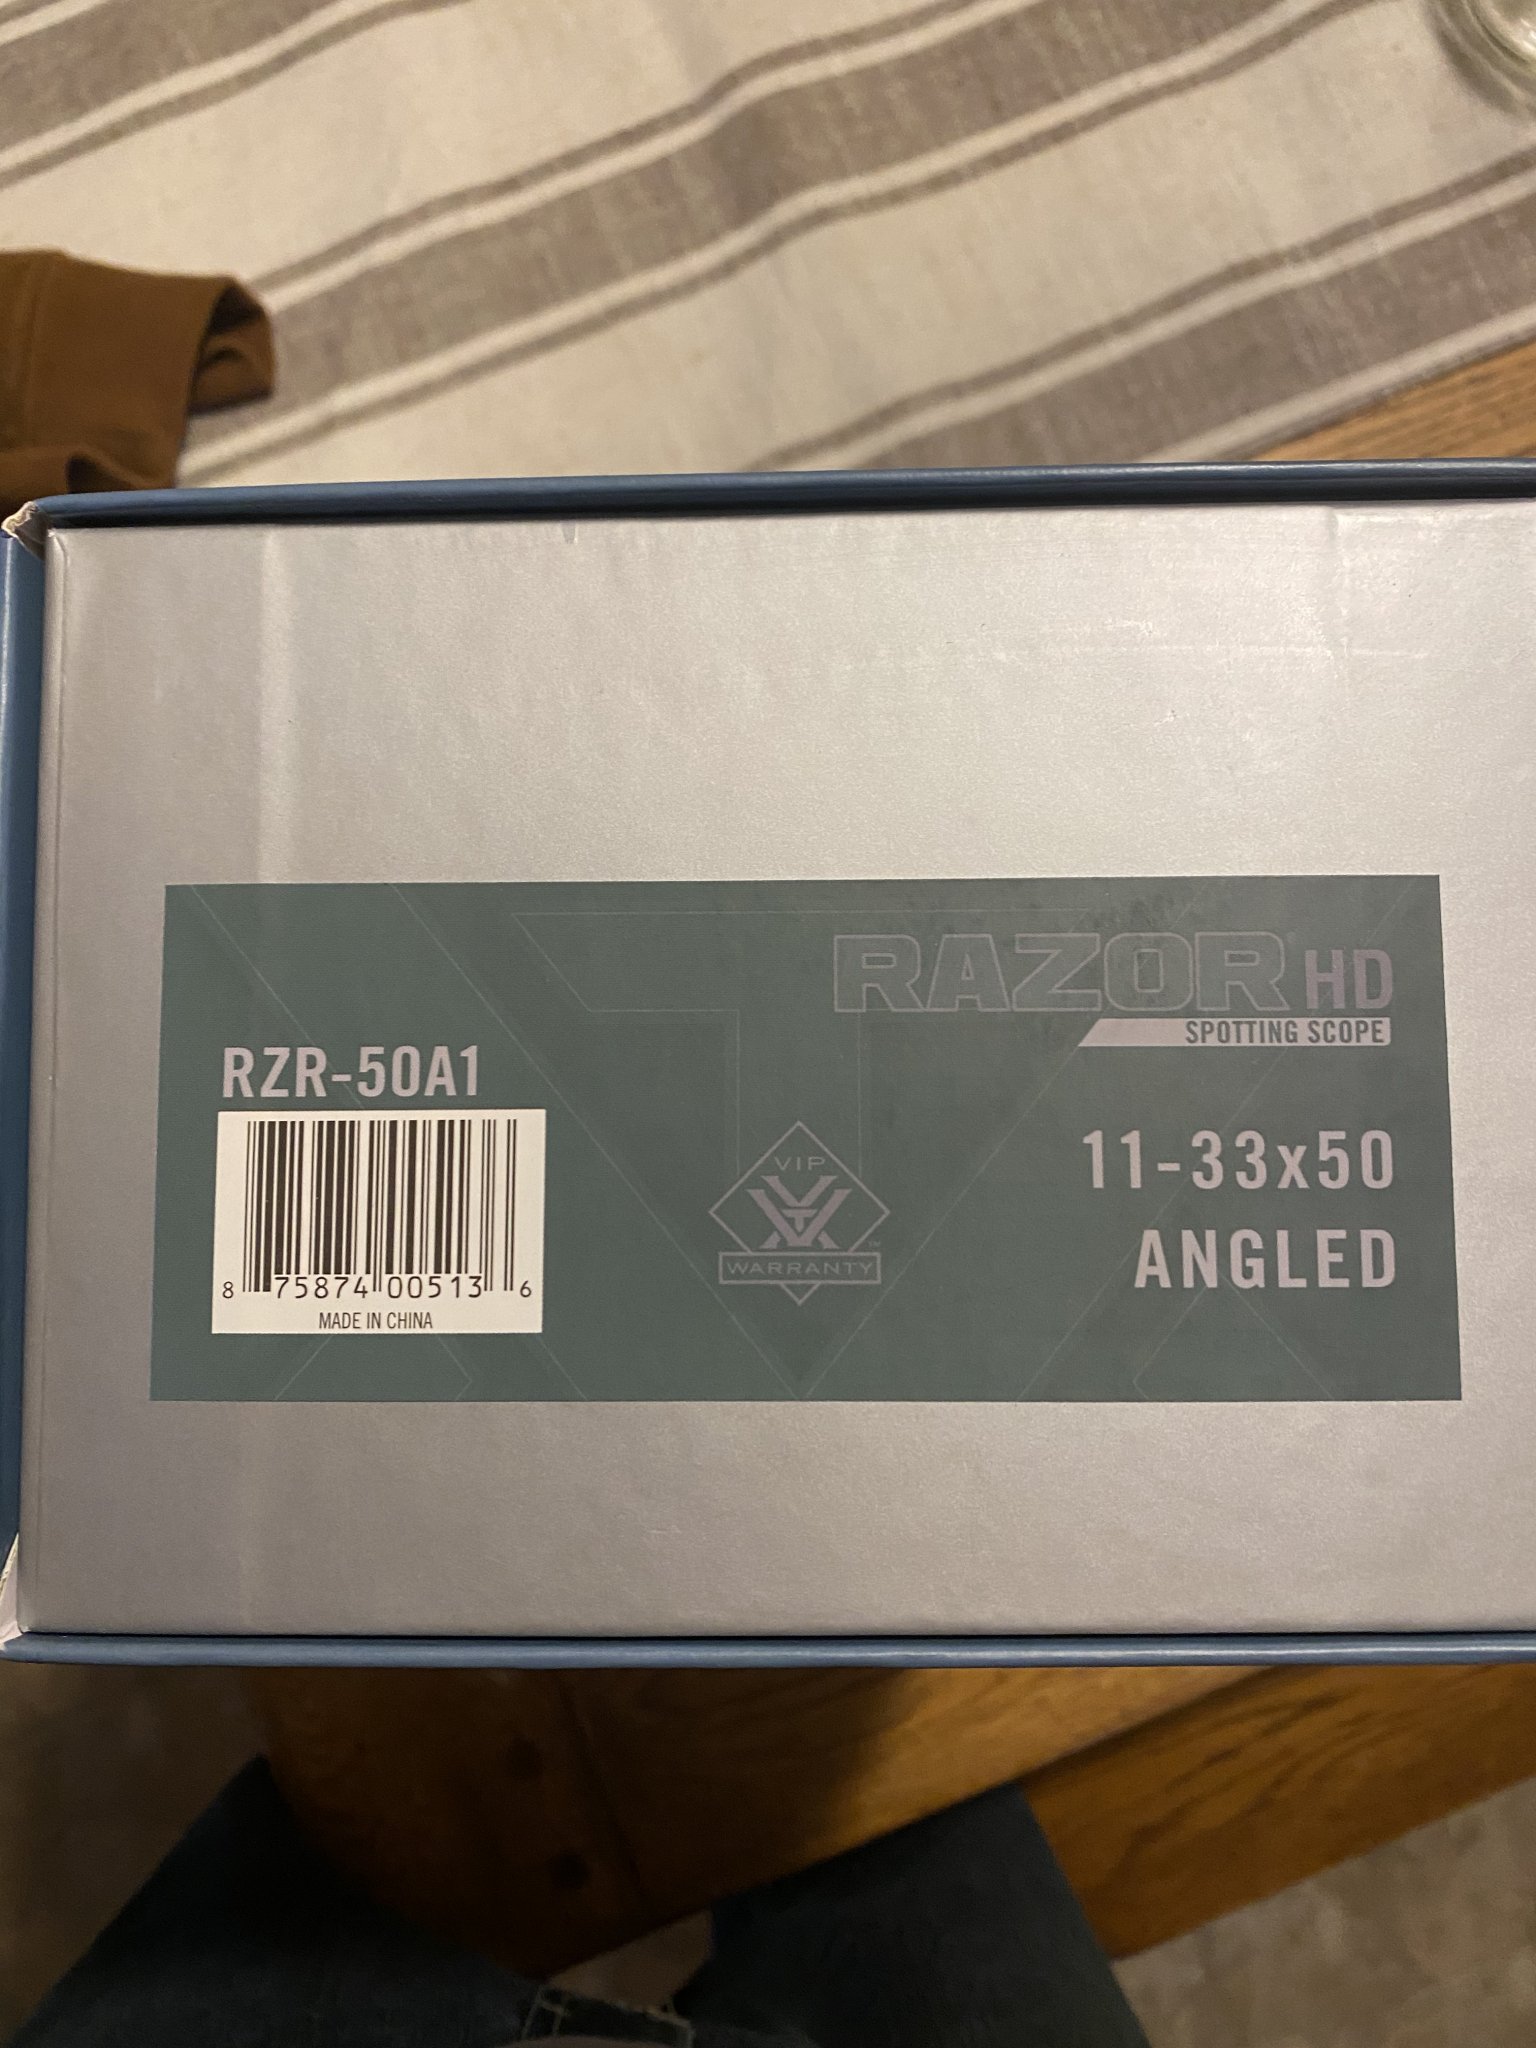 RAZOR HD
SPOTTING SCOPE
RZR-50A1
8 75874 00513 6
MADE IN CHINA
VIP
WARRANTY
11-33x50
ANGLED